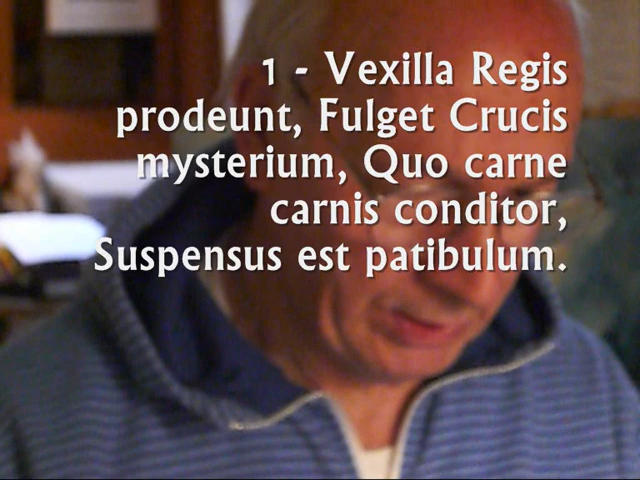 1 - Vexilla Regis
prodeunt, Fulget Crucis
mysterium, Quo carne
carnis conditor,
Suspensus est patibulum.